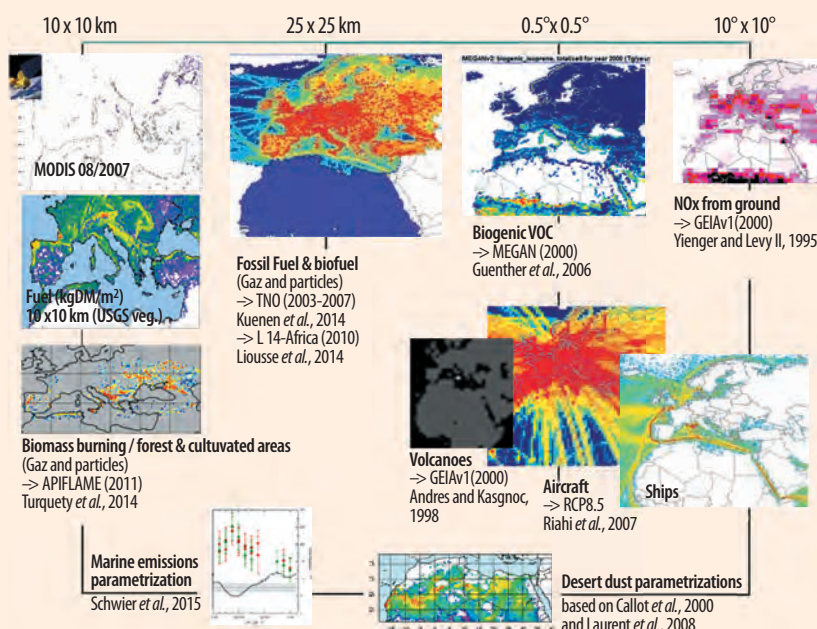 10 x 10 km
25 x 25 km
0.5° x 0.5°
10° x 10°
MODIS 08/2007
Fuel (kgDM/m²)
10 x10 km (USGS veg.)
Biomass burning / forest & cultuvated areas
(Gaz and particles)
–> APIFLAME (2011)
Turquety et al., 2014
Fossil Fuel & biofuel
(Gaz and particles)
–> TNO (2003-2007)
Kuenen et al., 2014
–> L 14-Africa (2010)
Liousse et al., 2014
MEGANv2: biogenic_isoprene, totalcell for year 2000 (Tg/year
Biogenic VOC
–> MEGAN (2000)
Guenther et al., 2006
NOx from ground
–> GEIAv1(2000)
Yienger and Levy II, 1995
Volcanoes
–> GEIAv1(2000)
Andres and Kasgnoc,
1998
Aircraft
–> RCP8.5
Riahi et al., 2007
Ships
Marine emissions
parametrization
Schwier et al., 2015
Desert dust parametrizations
based on Callot et al., 2000
and Laurent et al., 2008